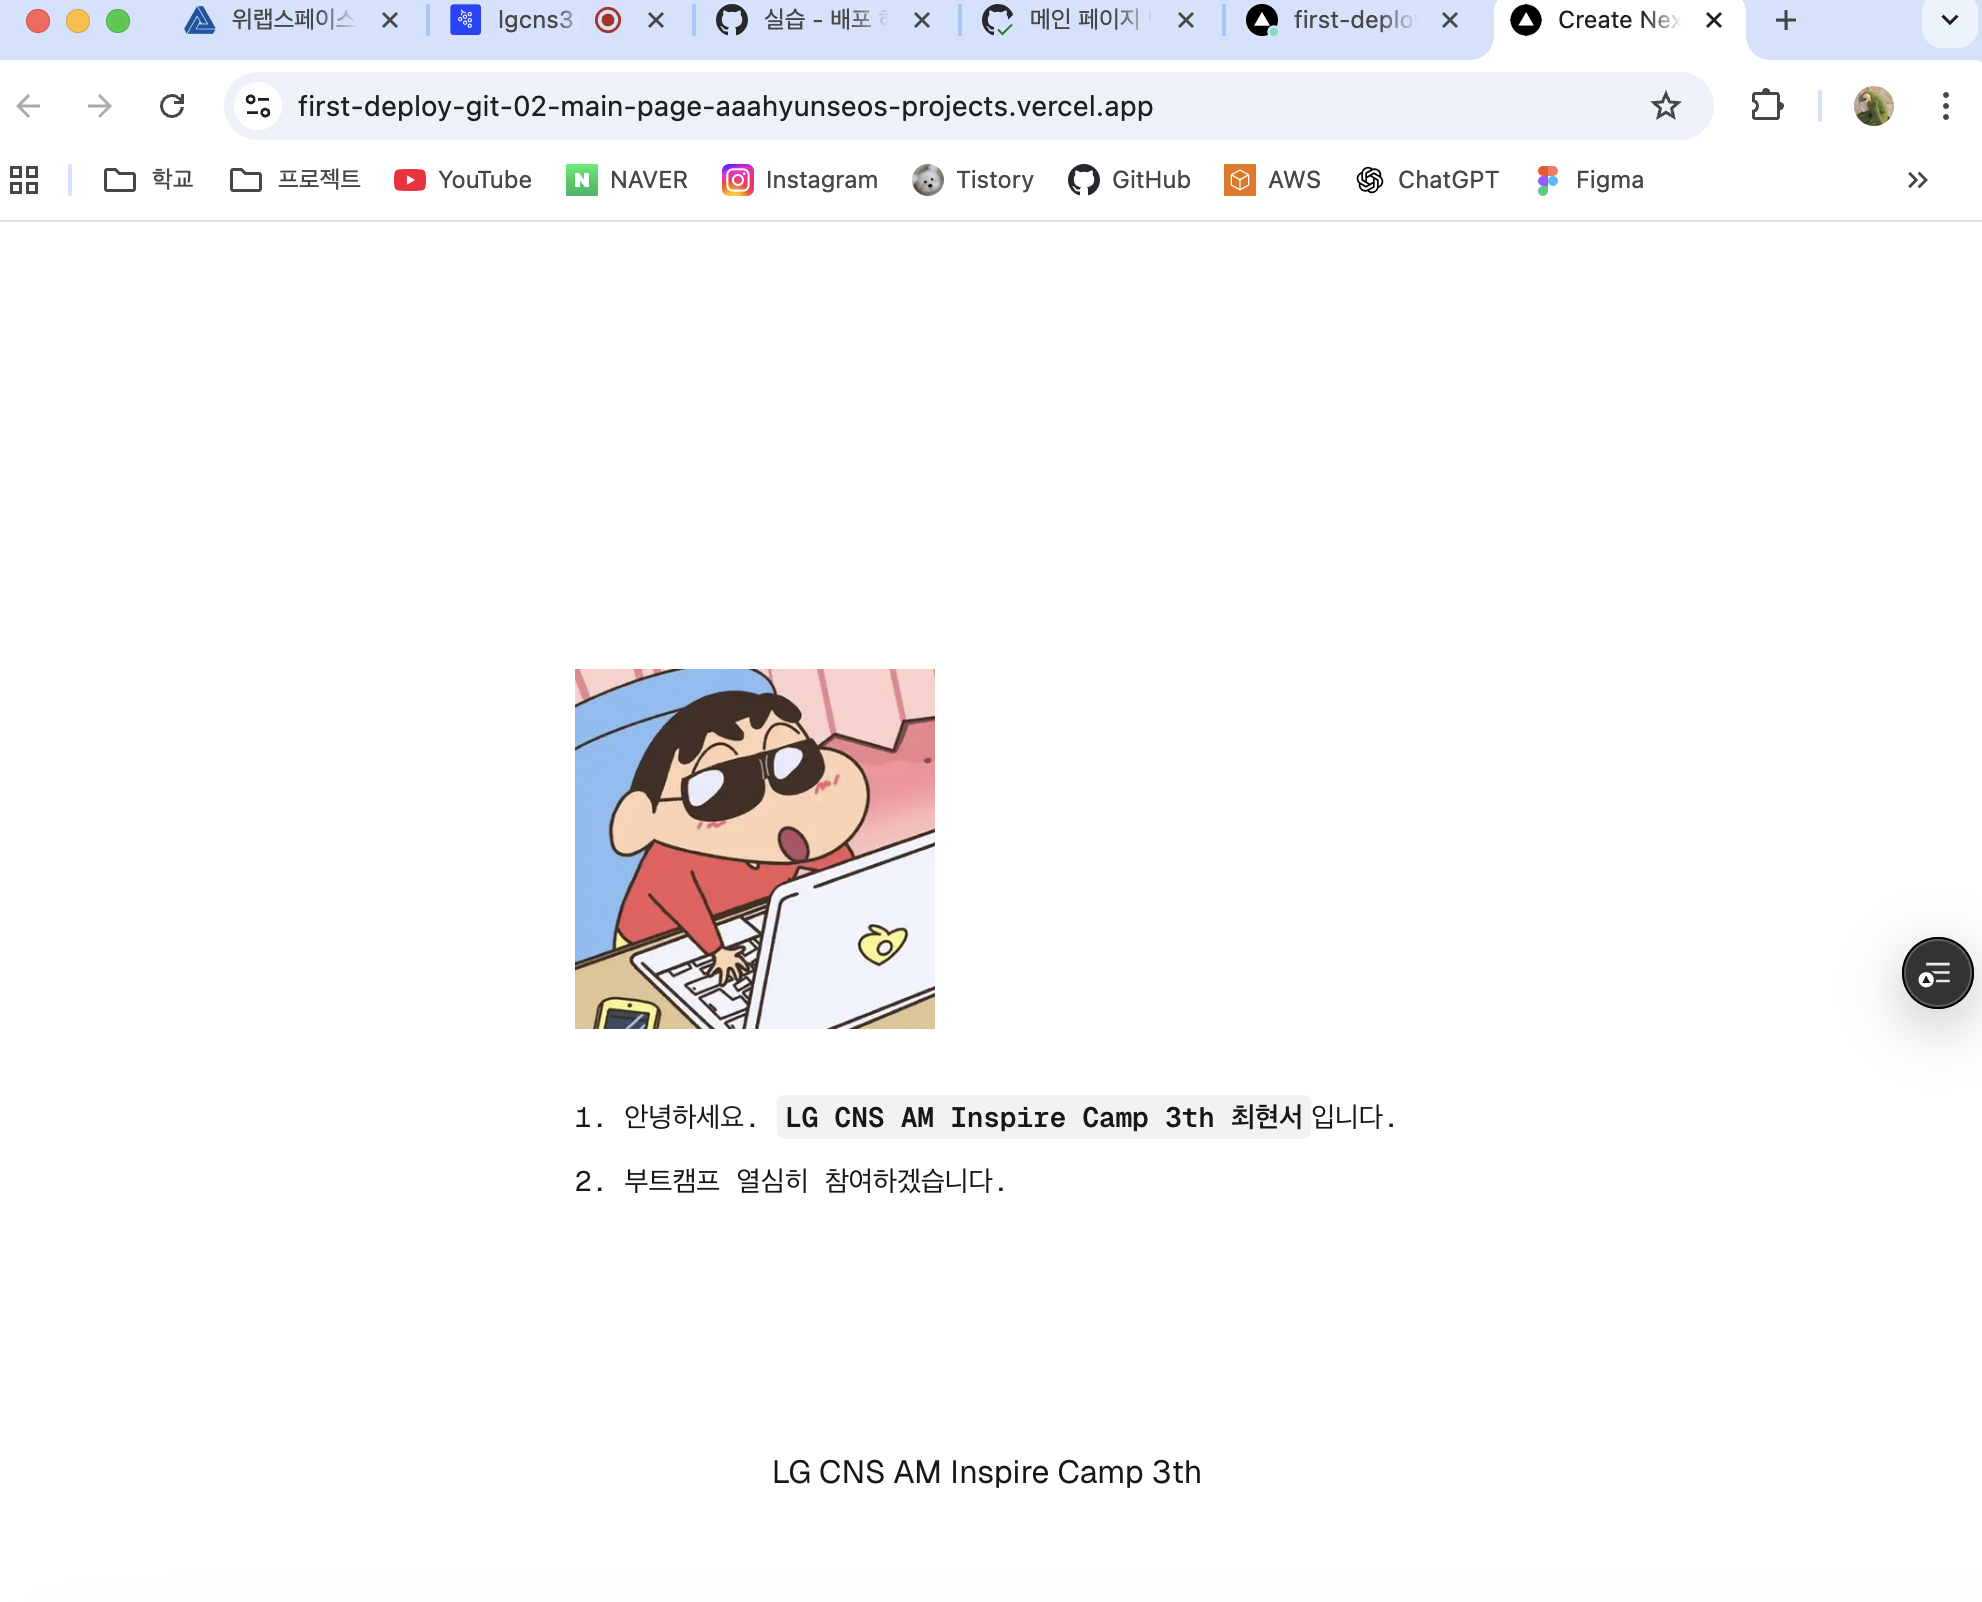 위랩스페이스
lgcns3
실습 - 배포
메인 페이지
first-deplo
Create Nex
first-deploy-git-02-main-page-aaahyunseos-projects.vercel.app
학교
프로젝트
YouTube
NAVER
Instagram
Tistory
GitHub
AWS
ChatGPT
Figma
1. 안녕하세요. LG CNS AM Inspire Camp 3th 최현서입니다.
2. 부트캠프 열심히 참여하겠습니다.
LG CNS AM Inspire Camp 3th